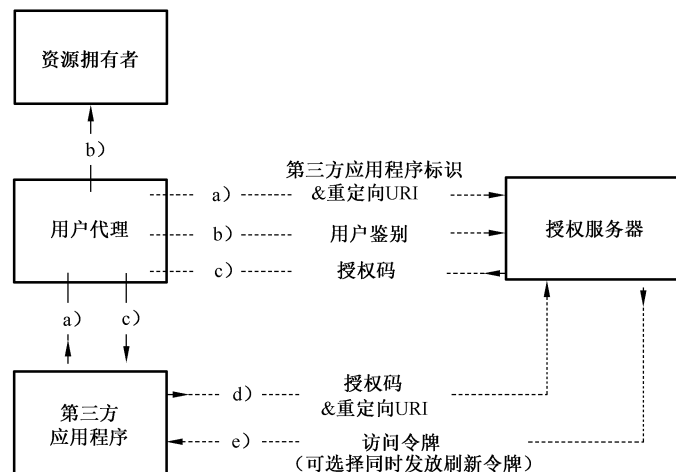 资源拥有者
b）
第三方应用程序标识
a）
&重定向URI
用户代理
b）
用户鉴别
授权服务器
c）
授权码
a）
c）
第三方
应用程序
d）
授权码
&重定向URI
e）
访问令牌
（可选择同时发放刷新令牌）